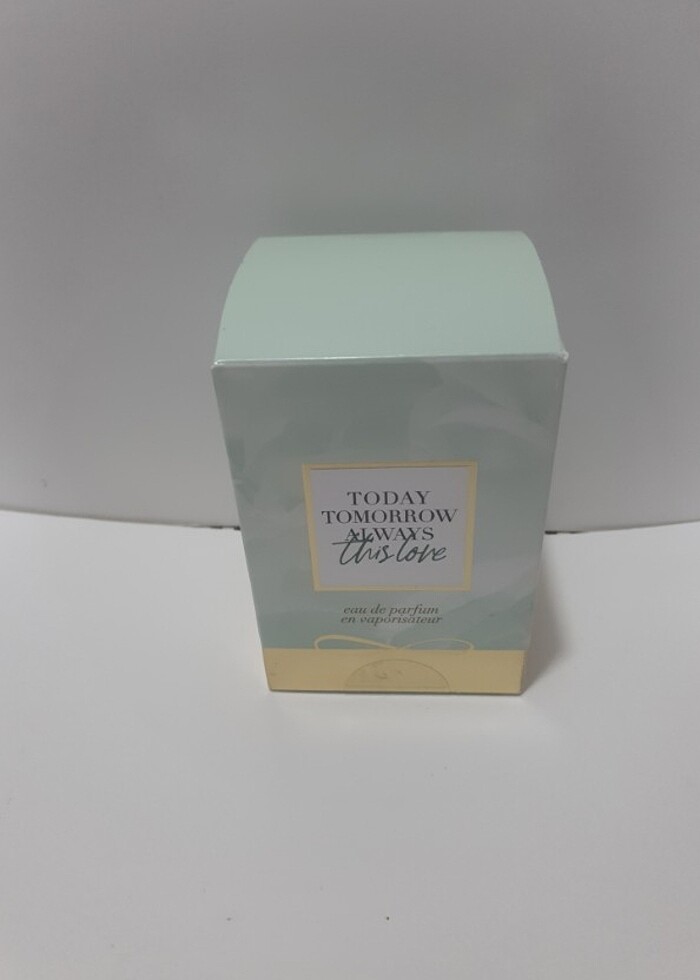 TODAY
TOMORROW
ALWAYS
this love
eau de parfum
en vaporisateur